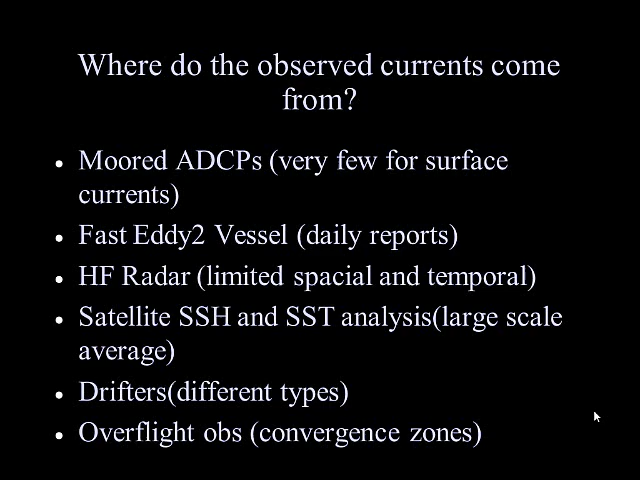 Where do the observed currents come
from?
• Moored ADCPs (very few for surface
currents)
• Fast Eddy2 Vessel (daily reports)
• HF Radar (limited spacial and temporal)
• Satellite SSH and SST analysis(large scale
average)
• Drifters(different types)
• Overflight obs (convergence zones)